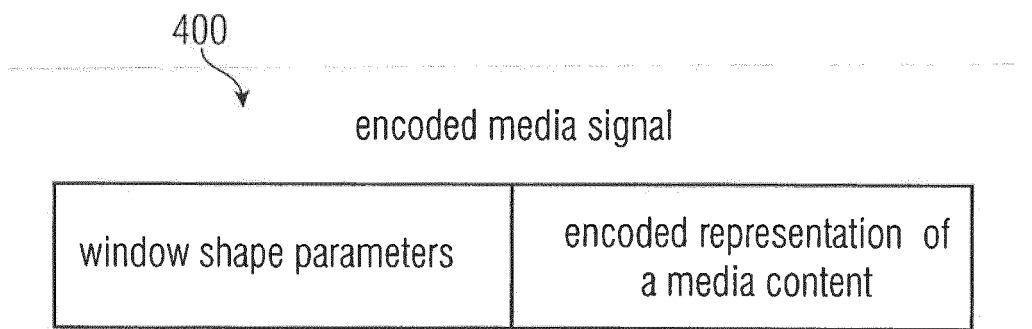 400
encoded media signal
window shape parameters
encoded representation of
a media content